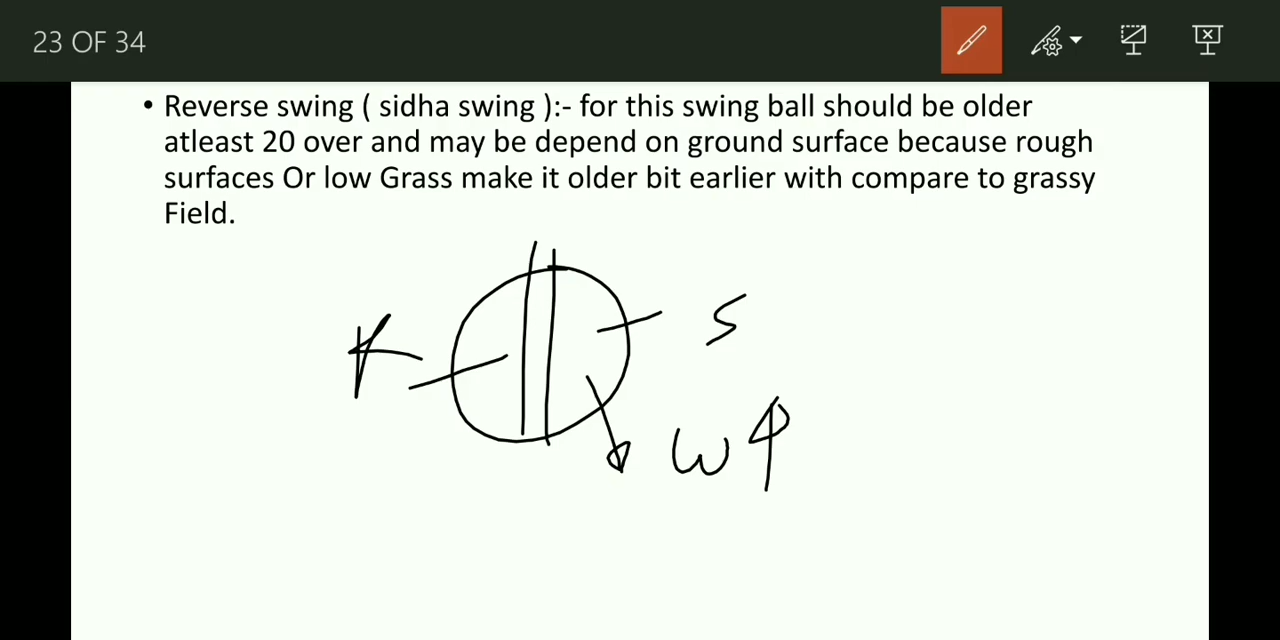 23 OF 34
• Reverse swing ( sidha swing ):- for this swing ball should be older
atleast 20 over and may be depend on ground surface because rough
surfaces Or low Grass make it older bit earlier with compare to grassy
Field.
S
W